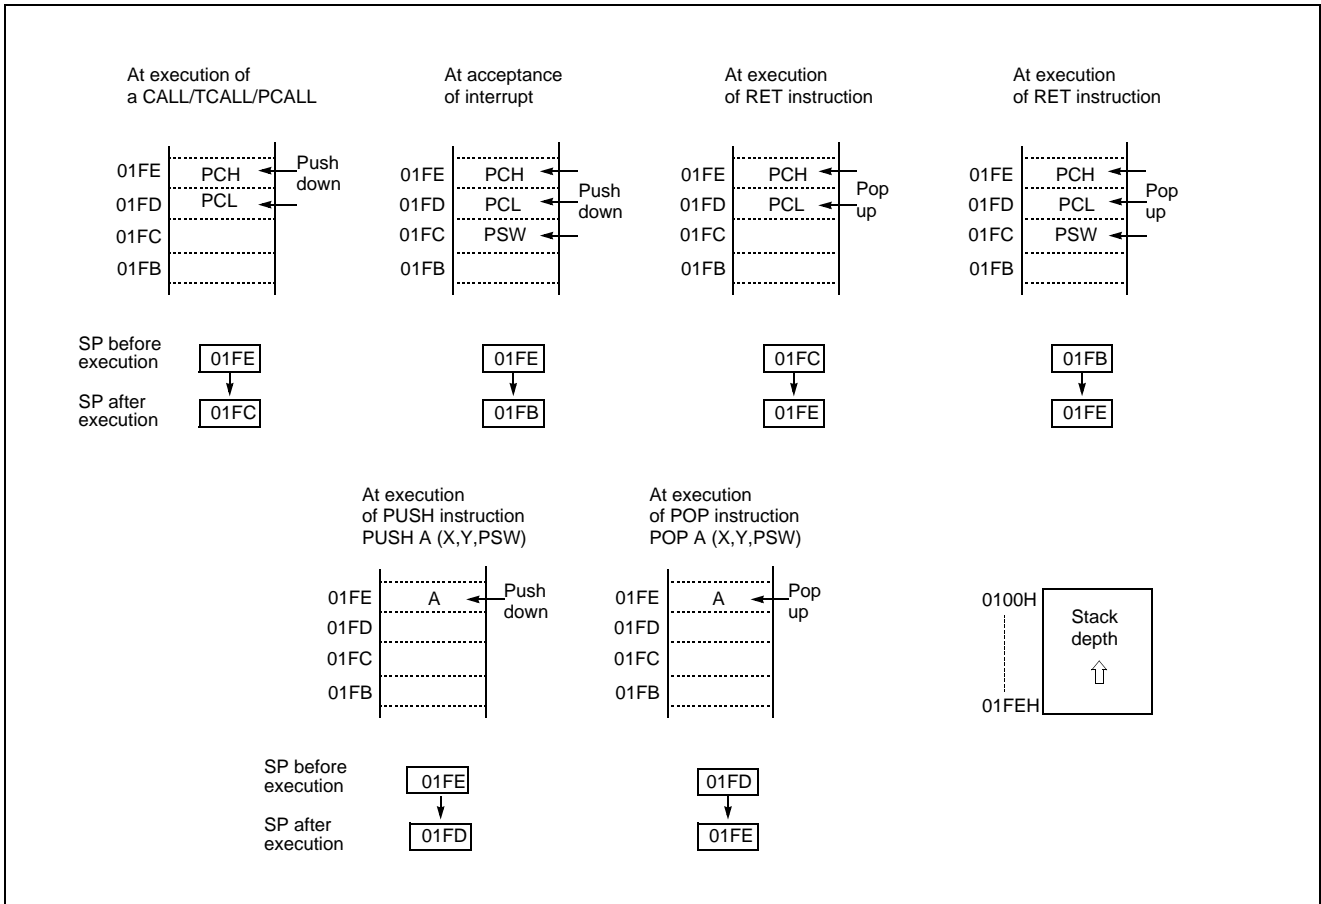 At execution of
a CALL/TCALL/PCALL
01FE
PCH
Push
down
01FD
PCL
01FC
01FB
SP before
execution
01FE
SP after
execution
01FC
At acceptance
of interrupt
01FE
PCH
01FD
PCL
Push
down
01FC
PSW
01FB
01FE
01FB
At execution
of RET instruction
01FE
PCH
01FD
PCL
Pop
up
01FC
01FB
01FC
01FE
At execution
of RET instruction
01FE
PCH
01FD
PCL
Pop
up
01FC
PSW
01FB
01FB
01FE
At execution
of PUSH instruction
PUSH A (X,Y,PSW)
01FE
A
Push
down
01FD
01FC
01FB
SP before
execution
01FE
SP after
execution
01FD
At execution
of POP instruction
POP A (X,Y,PSW)
01FE
A
Pop
up
01FD
01FC
01FB
01FD
01FE
0100H
Stack
depth
01FEH